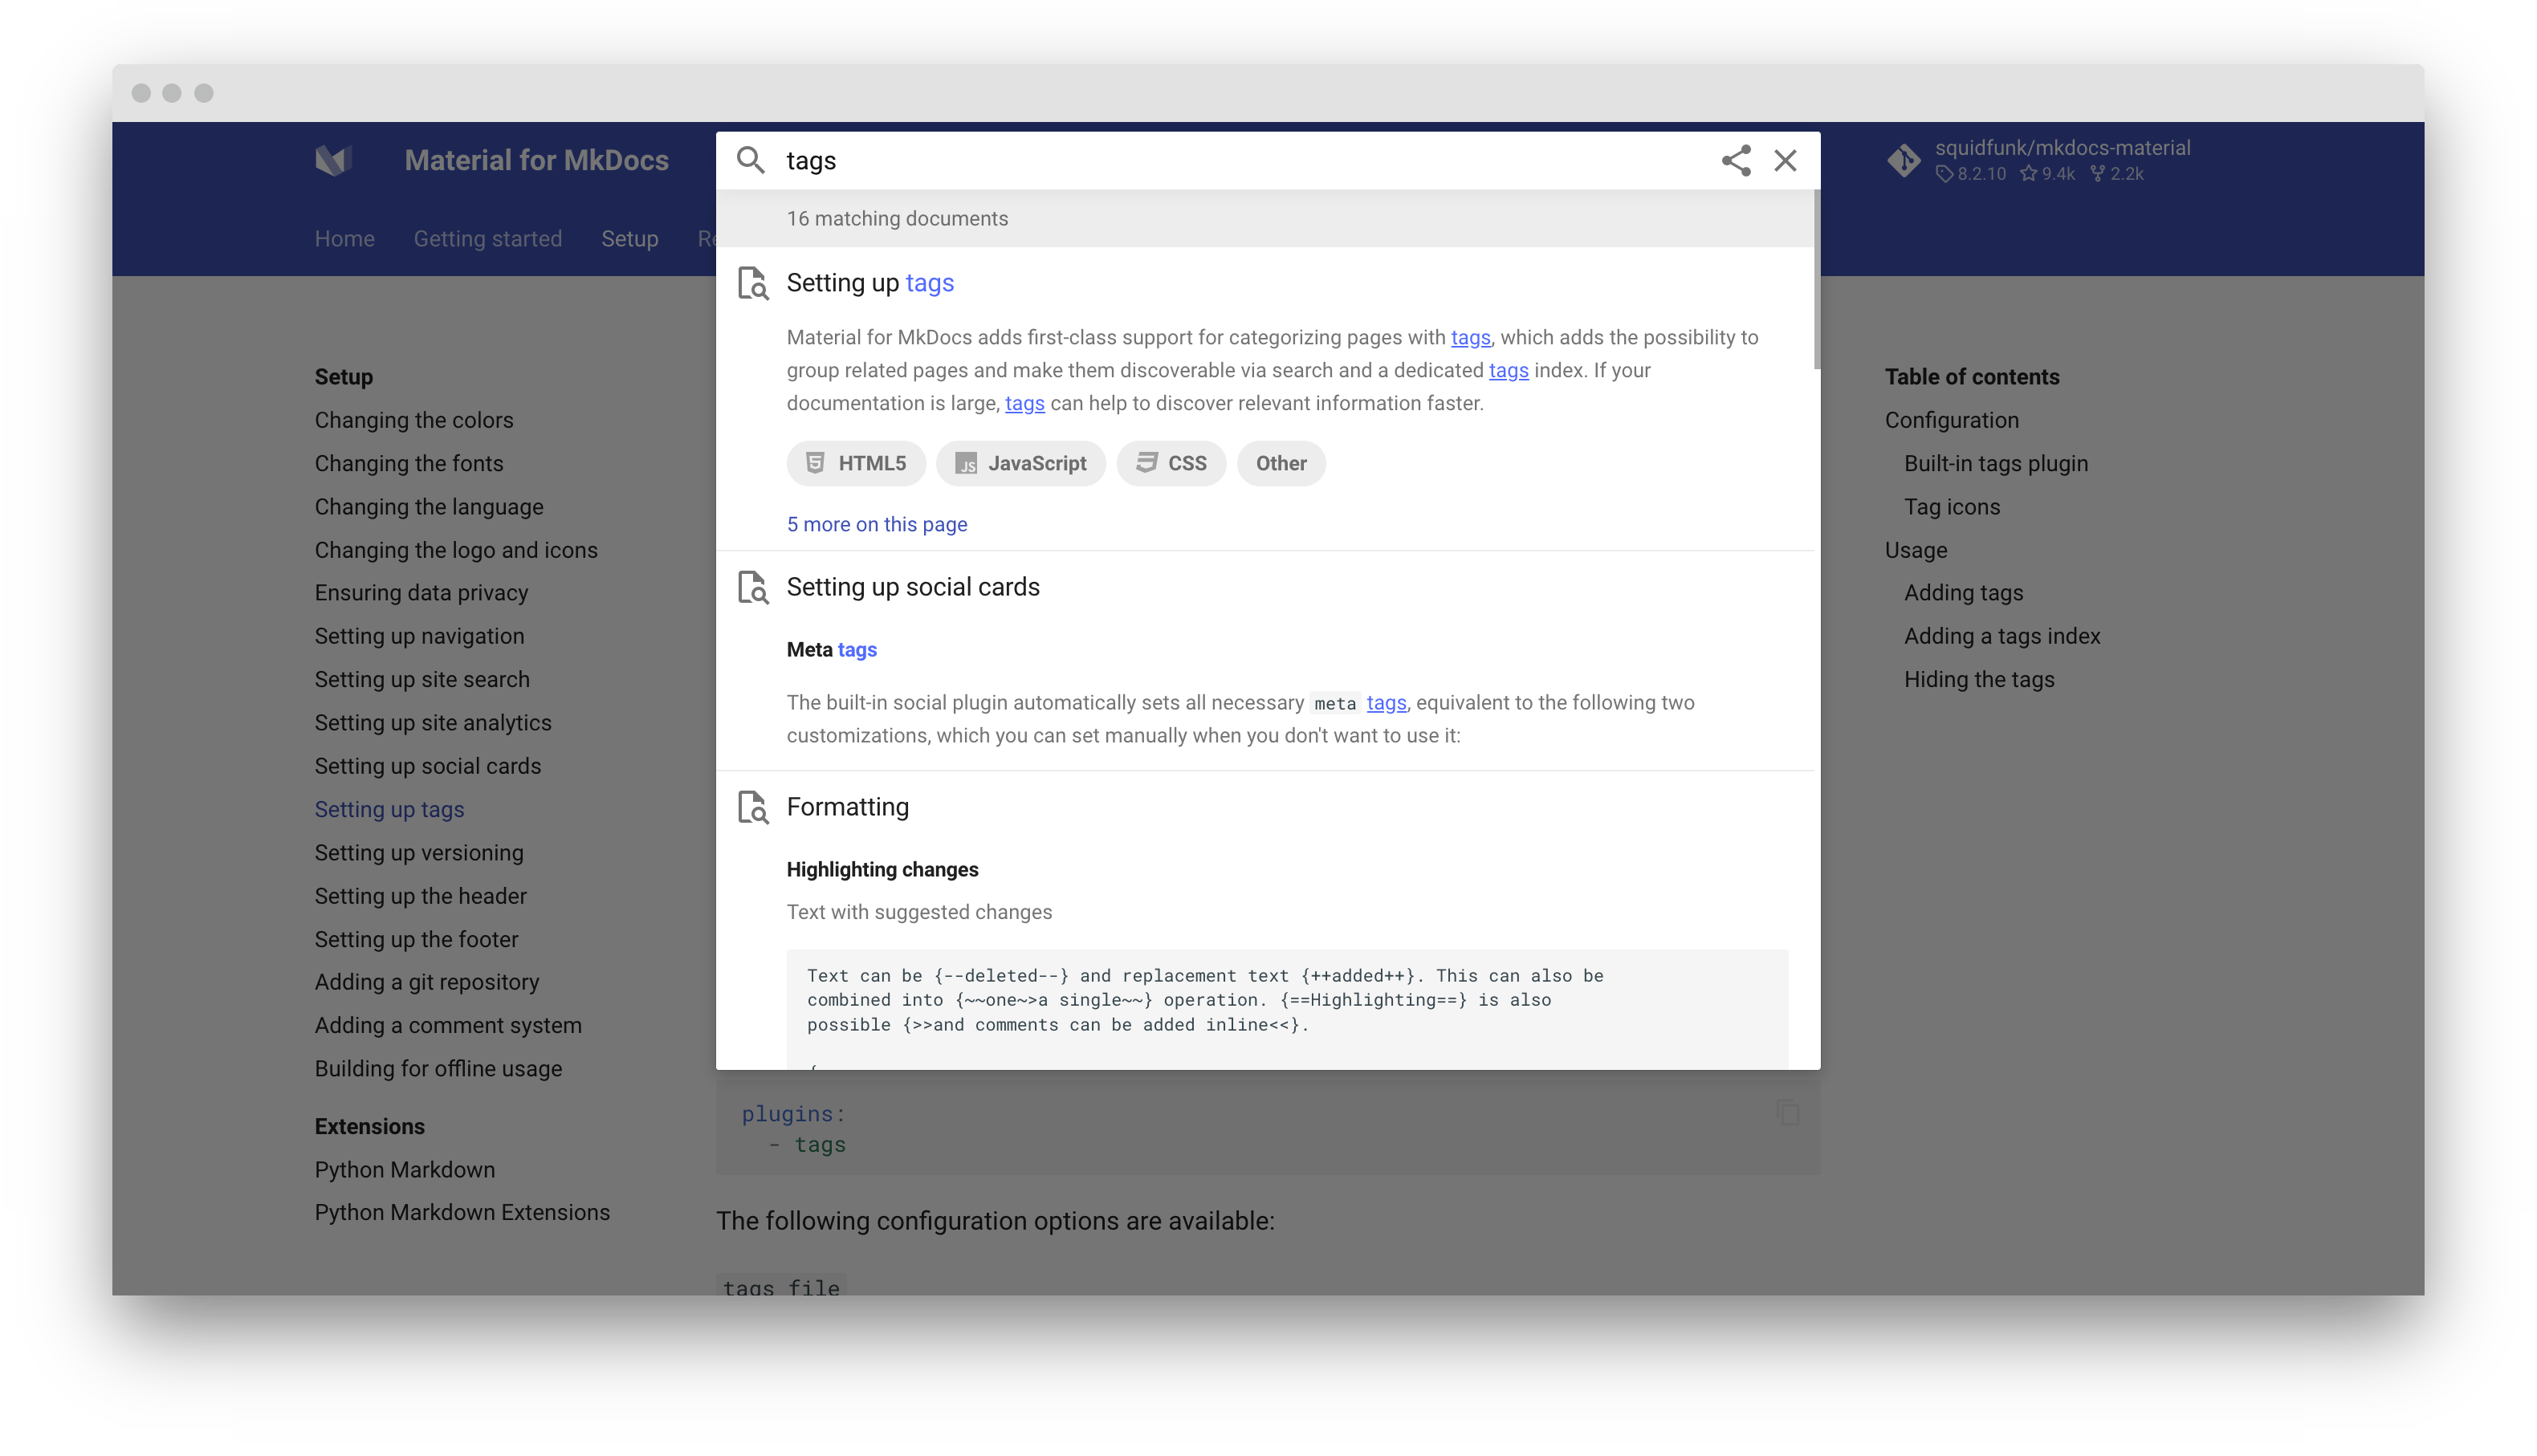 Material for MkDocs
tags
squidfunk/mkdocs-material
8.2.10 9.4k 2.2k
Home Getting started Setup
16 matching documents
Setup
Changing the colors
Changing the fonts
Changing the language
Changing the logo and icons
Ensuring data privacy
Setting up navigation
Setting up site search
Setting up site analytics
Setting up social cards
Setting up tags
Setting up versioning
Setting up the header
Setting up the footer
Adding a git repository
Adding a comment system
Building for offline usage
Extensions
Python Markdown
Python Markdown Extensions
Setting up tags
Material for MkDocs adds first-class support for categorizing pages with tags, which adds the possibility to
group related pages and make them discoverable via search and a dedicated tags index. If your
documentation is large, tags can help to discover relevant information faster.
HTML5 JavaScript CSS Other
5 more on this page
Setting up social cards
Meta tags
The built-in social plugin automatically sets all necessary meta tags, equivalent to the following two
customizations, which you can set manually when you don't want to use it:
Formatting
Highlighting changes
Text with suggested changes
Text can be {--deleted--} and replacement text {++added++}. This can also be
combined into {~~one~>a single~~} operation. {==Highlighting==} is also
possible {>>and comments can be added inline<<}.
{
plugins:
- tags
The following configuration options are available:
tags_file
Table of contents
Configuration
Built-in tags plugin
Tag icons
Usage
Adding tags
Adding a tags index
Hiding the tags